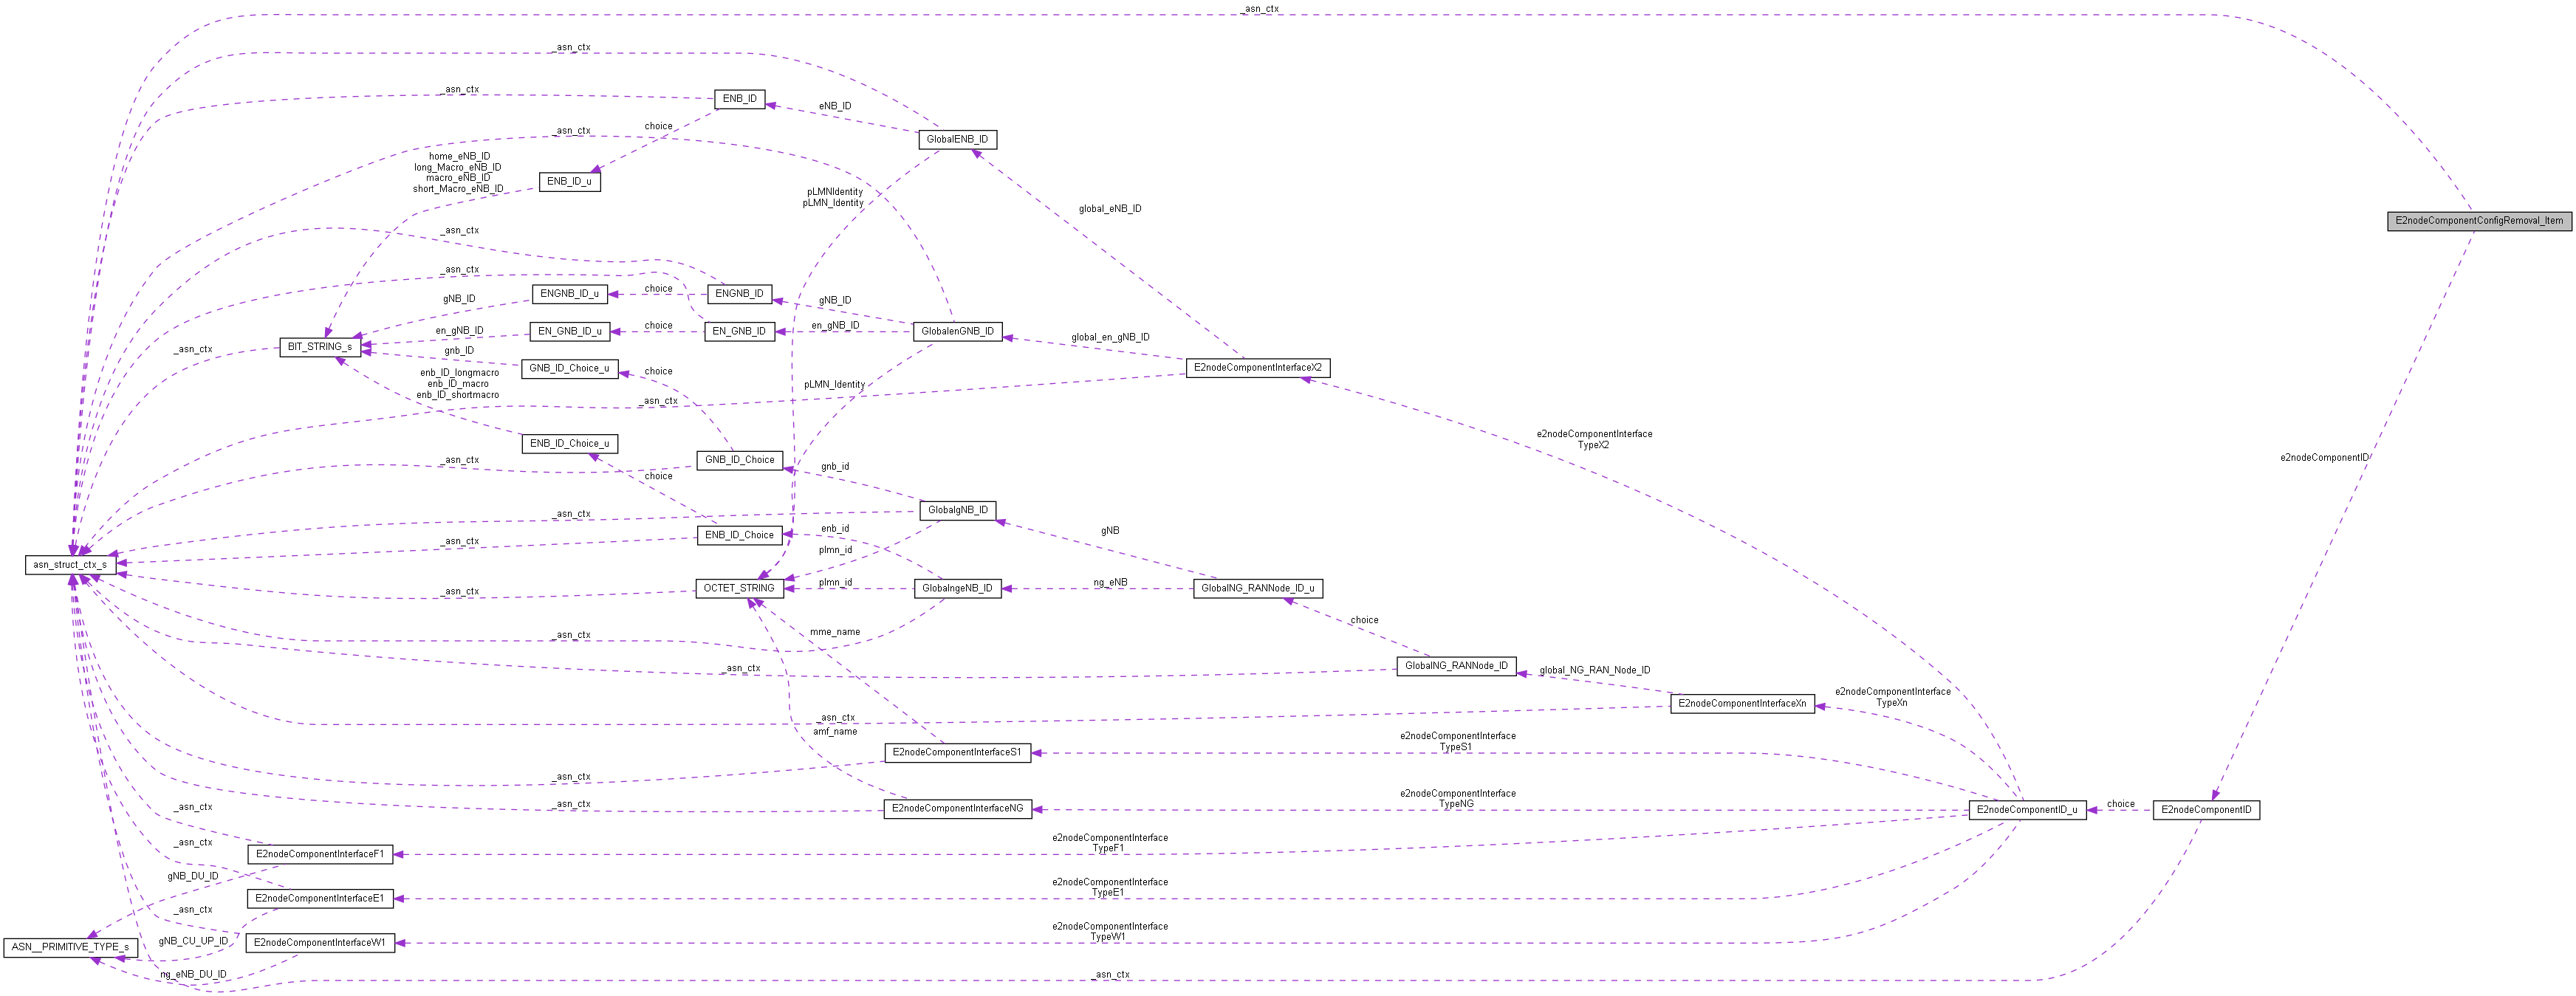 _asn_ctx
_asn_ctx
_asn_ctx
ENB_ID
eNB_ID
choice
_asn_ctx
GlobalENB_ID
home_eNB_ID
long_Macro_eNB_ID
macro_eNB_ID
short_Macro_eNB_ID
ENB_ID_u
pLMNIdentity
pLMN_Identity
global_eNB_ID
E2nodeComponentConfigRemoval_Item
_asn_ctx
_asn_ctx
gNB_ID
ENGNB_ID_u
choice
ENGNB_ID
gNB_ID
en_gNB_ID
EN_GNB_ID_u
choice
EN_GNB_ID
en_gNB_ID
GlobalenGNB_ID
global_en_gNB_ID
_asn_ctx
BIT_STRING_s
gnb_ID
GNB_ID_Choice_u
choice
E2nodeComponentInterfaceX2
enb_ID_longmacro
enb_ID_macro
enb_ID_shortmacro
pLMN_Identity
_asn_ctx
ENB_ID_Choice_u
e2nodeComponentInterface
TypeX2
_asn_ctx
GNB_ID_Choice
gnb_id
e2nodeComponentID
choice
_asn_ctx
GlobalgNB_ID
gNB
_asn_ctx
ENB_ID_Choice
enb_id
asn_struct_ctx_s
plmn_id
_asn_ctx
OCTET_STRING
plmn_id
GlobalngeNB_ID
ng_eNB
GlobalNG_RANNode_ID_u
_asn_ctx
mme_name
choice
_asn_ctx
GlobalNG_RANNode_ID
global_NG_RAN_Node_ID
e2nodeComponentInterface
TypeXn
E2nodeComponentInterfaceXn
_asn_ctx
amf_name
E2nodeComponentInterfaceS1
e2nodeComponentInterface
TypeS1
_asn_ctx
_asn_ctx
_asn_ctx
E2nodeComponentInterfaceNG
e2nodeComponentInterface
TypeNG
E2nodeComponentID_u
choice
E2nodeComponentID
_asn_ctx
E2nodeComponentInterfaceF1
e2nodeComponentInterface
TypeF1
gNB_DU_ID
E2nodeComponentInterfaceE1
e2nodeComponentInterface
TypeE1
_asn_ctx
gNB_CU_UP_ID
ASN__PRIMITIVE_TYPE_s
E2nodeComponentInterfaceW1
e2nodeComponentInterface
TypeW1
ng_eNB_DU_ID
_asn_ctx